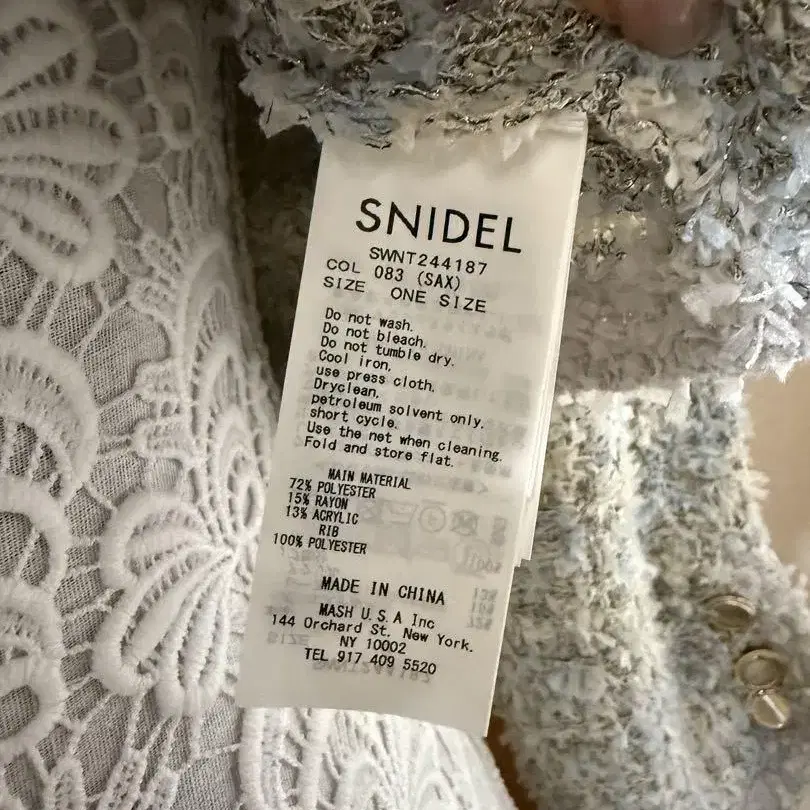 SNIDEL
SWNT244187
COL 083 (SAX)
SIZE ONE SIZE
Do not wash.
Do not bleach.
Do not tumble dry.
Cool iron,
use press cloth.
Dryclean,
petroleum solvent only.
short cycle.
Use the net when cleaning.
Fold and store flat.
MAIN MATERIAL
72% POLYESTER
15% RAYON
13% ACRYLIC
RIB
100% POLYESTER
MADE IN CHINA
MASH U.S.A Inc
144 Orchard St. New York.
NY 10002
TEL 917 409 5520